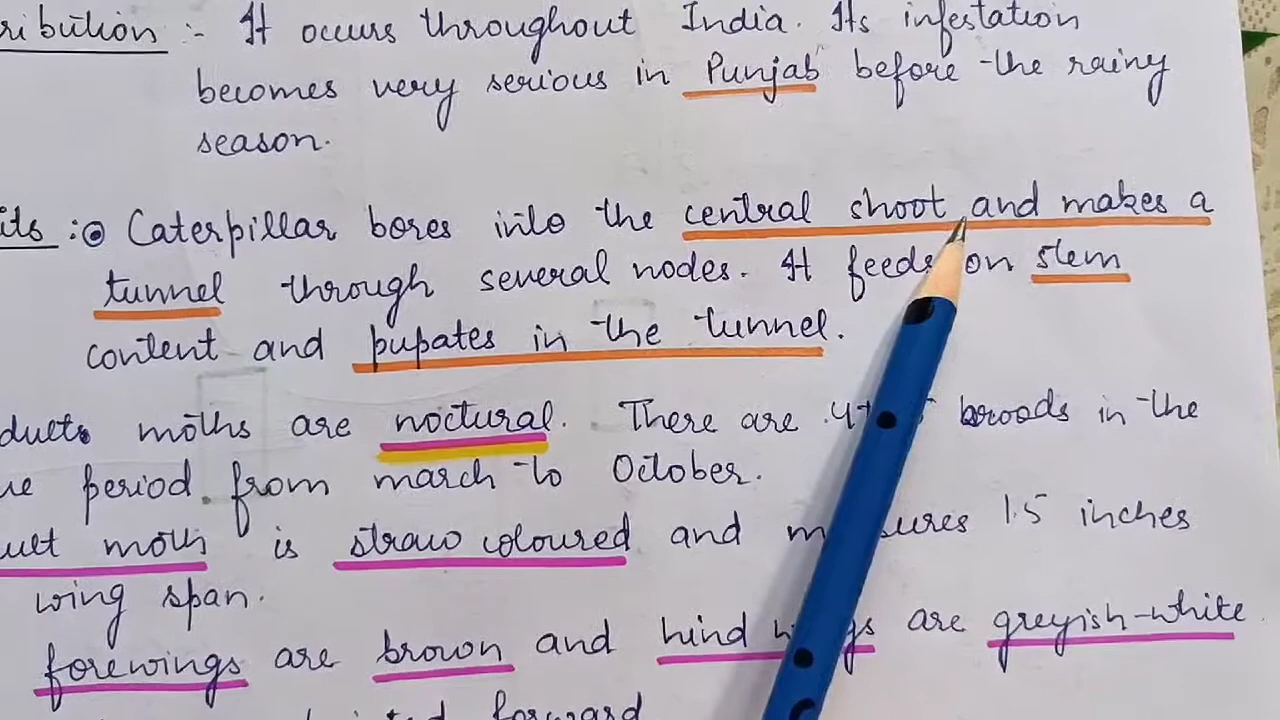 ribution :- It occurs throughout India. Its infestation
becomes very serious in Punjab before the rainy
season.
its : Caterpillar bores into the central shoot and makes a
tunnel through several nodes. It feeds on stem
content and pupates in the tunnel.
dults moths are noctural. There are broods in the
ue period from march to October.
ult moth is straw coloured and 1.5 inches
wing span.
forewings are brown and hind are greyish-white
forward